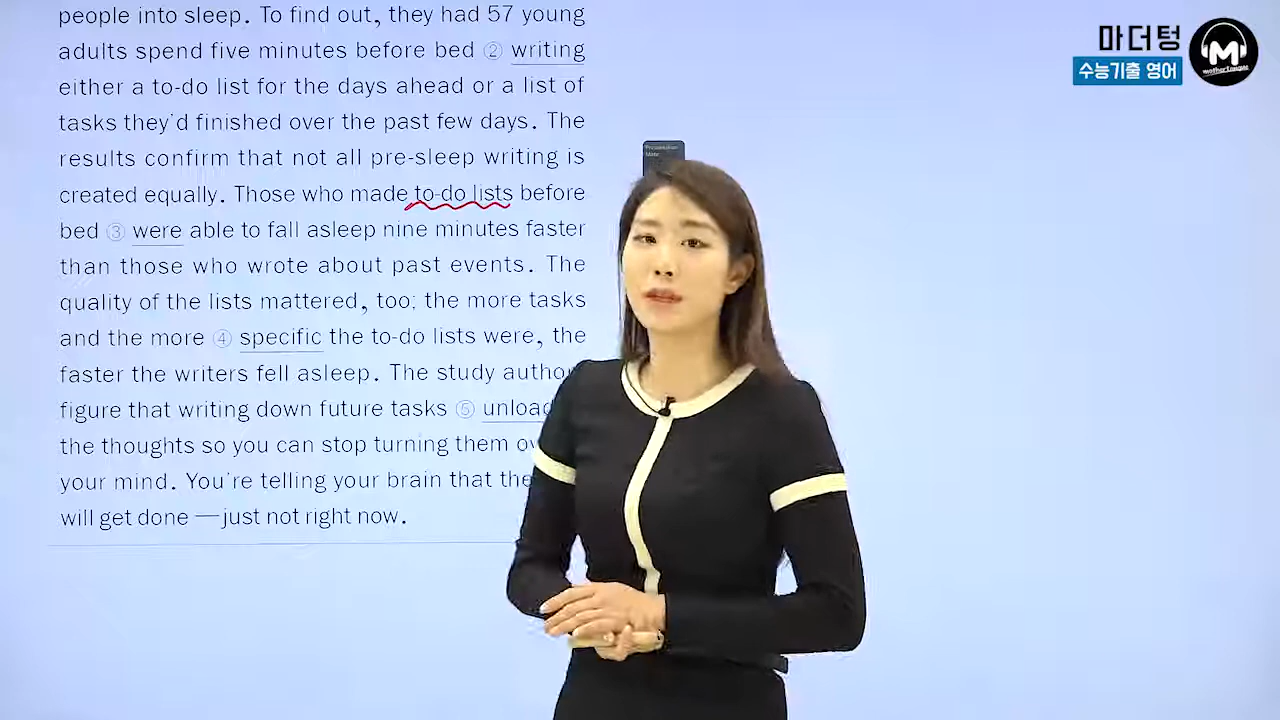 people into sleep. To find out, they had 57 young
adults spend five minutes before bed ② writing
either a to-do list for the days ahead or a list of
tasks they'd finished over the past few days. The
results confirm that not all pre-sleep writing is
created equally. Those who made to-do lists before
bed ③ were able to fall asleep nine minutes faster
than those who wrote about past events. The
quality of the lists mattered, too; the more tasks
and the more ④ specific the to-do lists were, the
faster the writers fell asleep. The study
figure that writing down future tasks ⑤
the thoughts so you can stop turning them
your mind. You're telling your brain that the
will get done —just not right now.
마더텅
수능기출 영어
M
mother tongue